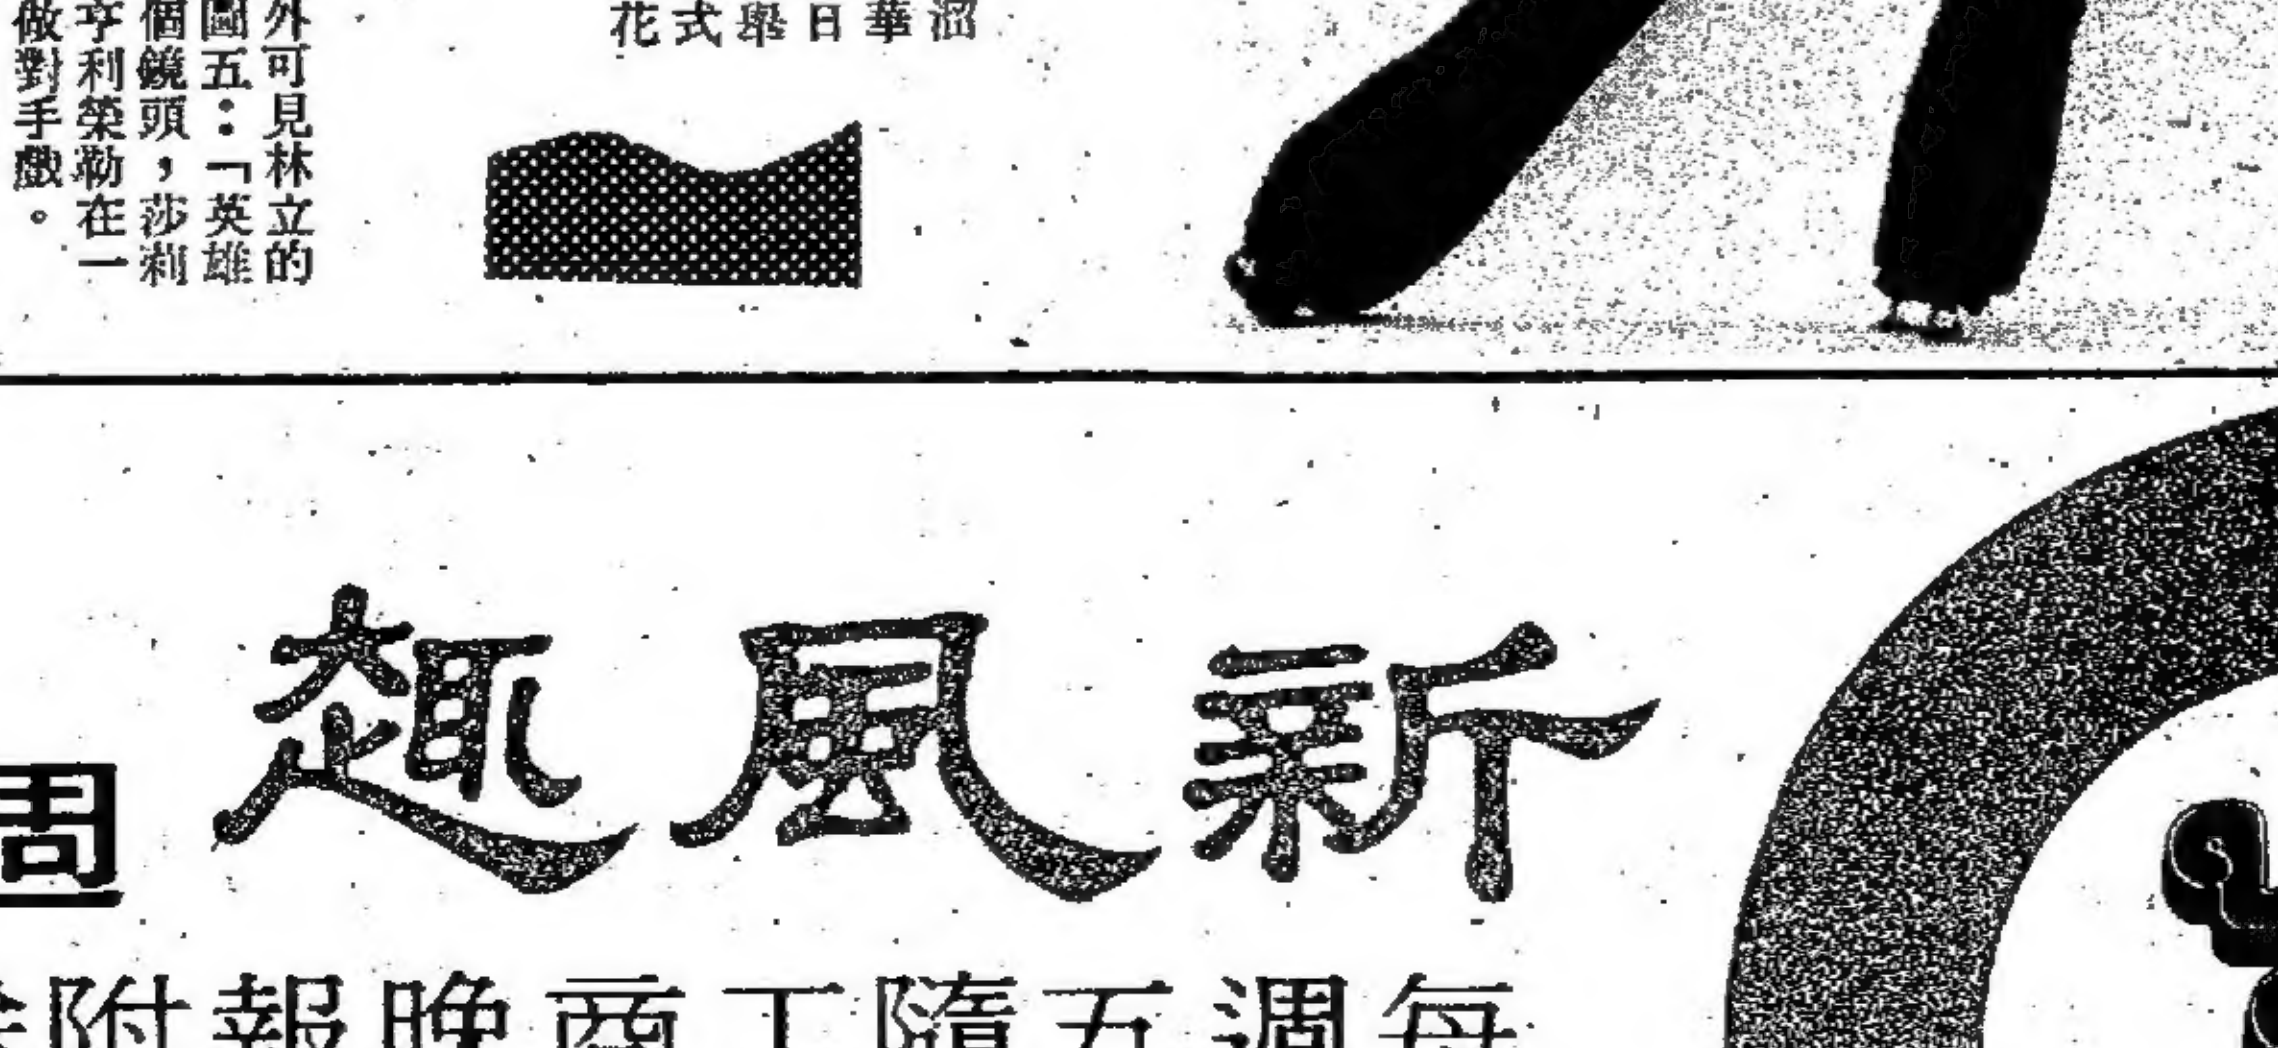 溜
華
日
舉
式
花
外可見林立的
圖五：「英雄
個鏡頭，莎莉
亨利榮勒在一
做對手戲。
新風趣
周
每週五隨工商晚報附